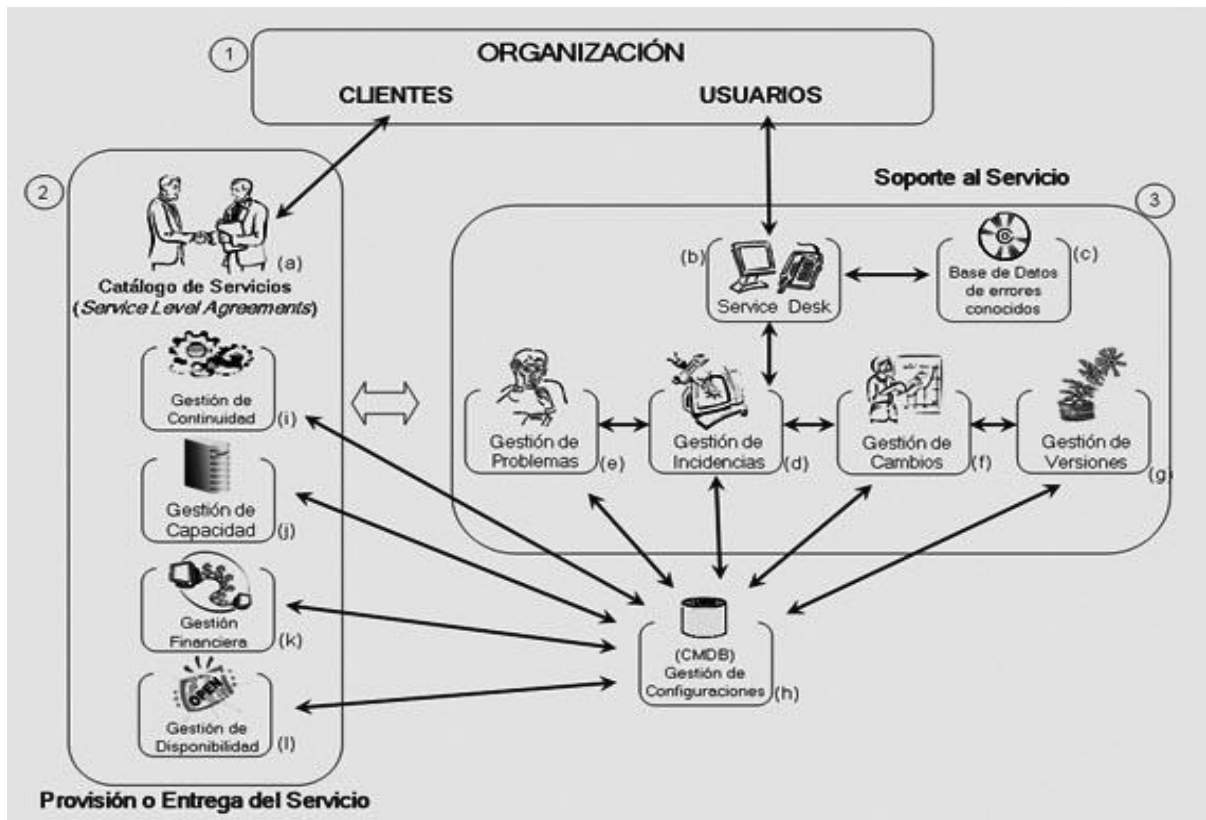 1
ORGANIZACIÓN
CLIENTES
USUARIOS
2
(a)
Catálogo de Servicios
(Service Level Agreements)
Gestión de
Continuidad
(i)
Gestión de
Capacidad
(j)
Gestión
Financiera
(k)
OPEN
Gestión de
Disponibilidad
(l)
Provisión o Entrega del Servicio
Soporte al Servicio
3
(b)
Service Desk
(c)
Base de Datos
de errores
conocidos
Gestión de
Problemas
(e)
Gestión de
Incidencias
(d)
Gestión de
Cambios
(f)
Gestión de
Versiones
(g)
(CMDB)
Gestión de
Configuraciones
(h)